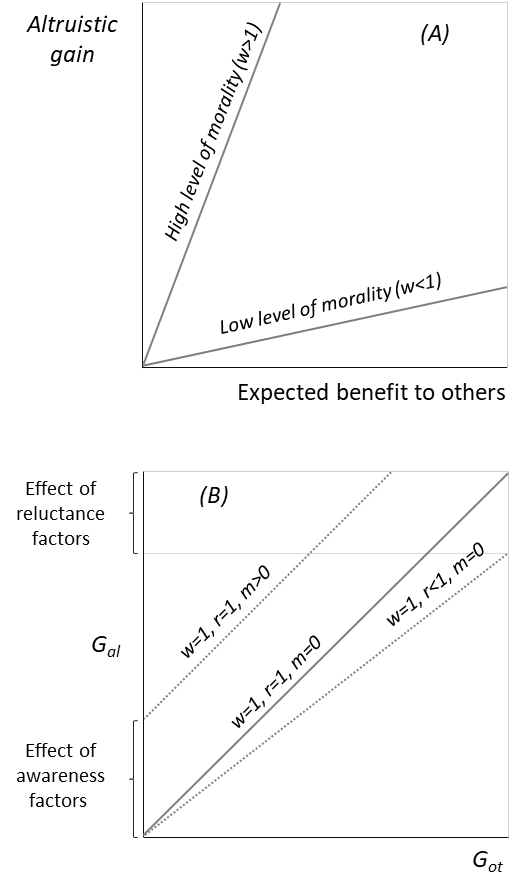 Altruistic
gain
(A)
High level of morality (w>1)
Low level of morality (w<1)
Expected benefit to others
Effect of
reluctance
factors
(B)
w=1, r=1, m>0
w=1, r<1, m=0
w=1, r=1, m=0
Gal
Effect of
awareness
factors
Got